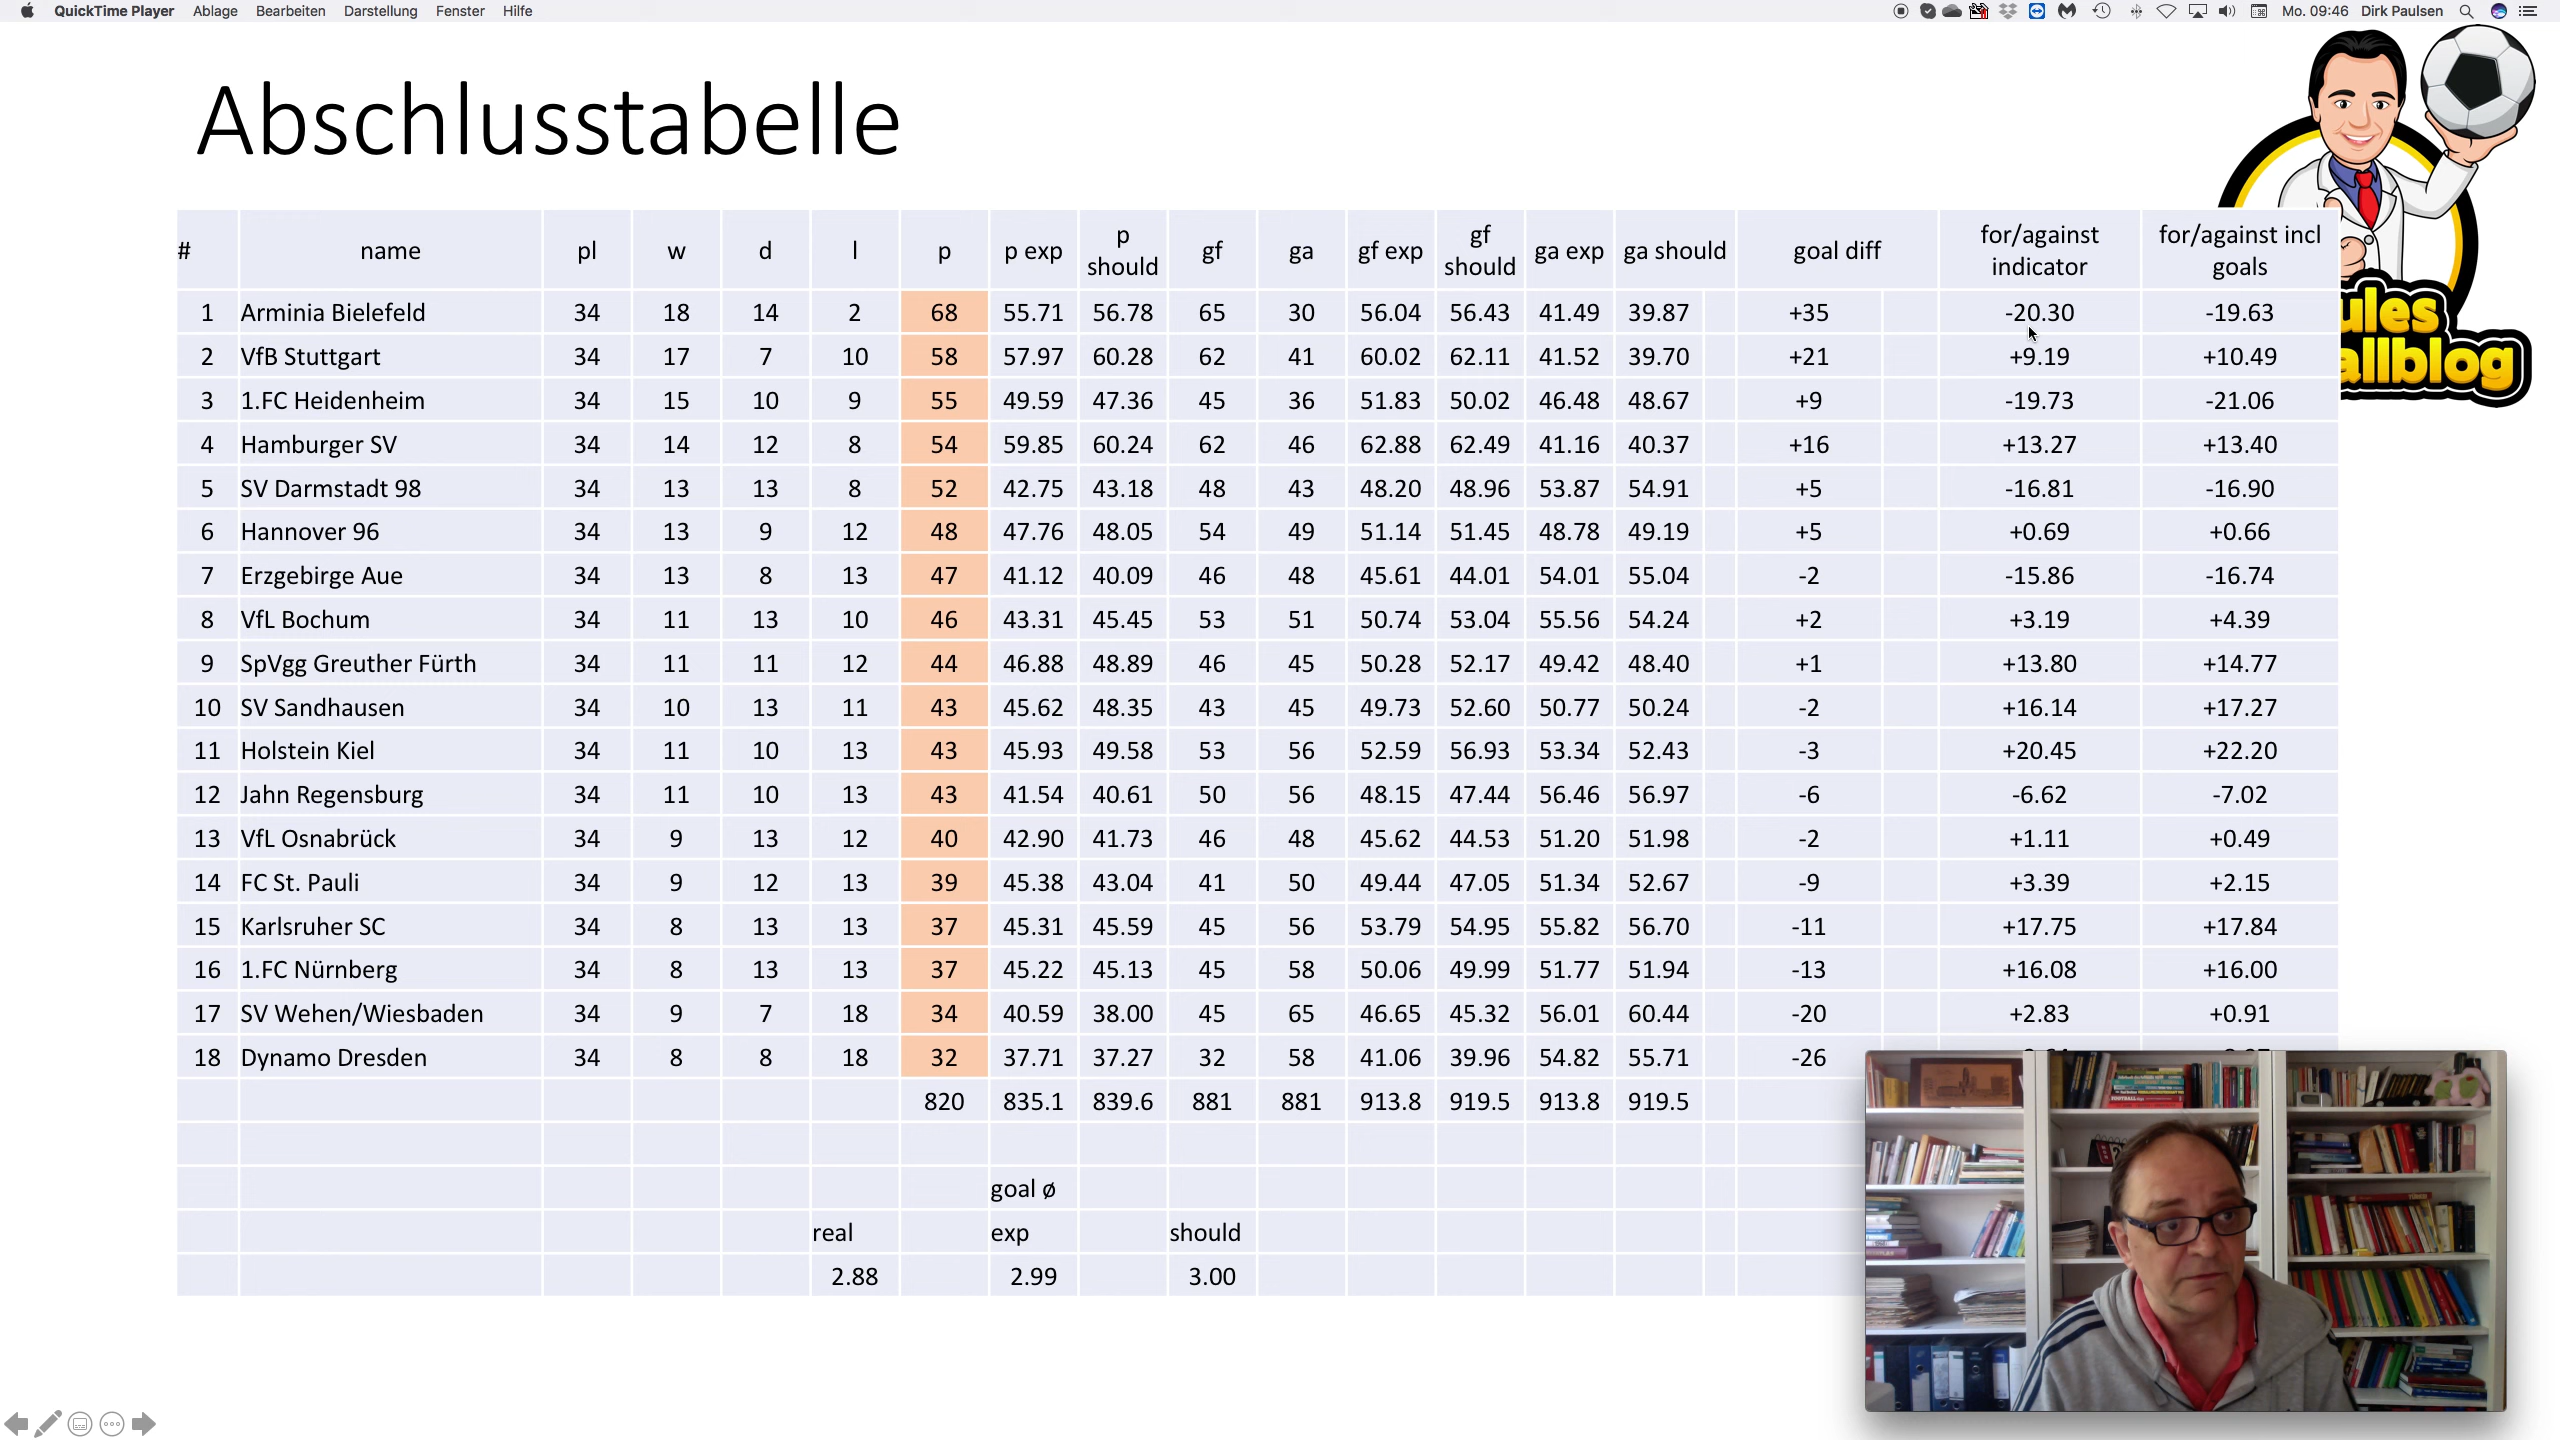 QuickTime Player Ablage Bearbeiten Darstellung Fenster Hilfe Mo. 09:46 Dirk Paulsen
Abschlusstabelle
# name pl w d l p p exp p should gf ga gf exp gf should ga exp ga should goal diff for/against indicator for/against incl goals
1 Arminia Bielefeld 34 18 14 2 68 55.71 56.78 65 30 56.04 56.43 41.49 39.87 +35 -20.30 -19.63
2 VfB Stuttgart 34 17 7 10 58 57.97 60.28 62 41 60.02 62.11 41.52 39.70 +21 +9.19 +10.49
3 1.FC Heidenheim 34 15 10 9 55 49.59 47.36 45 36 51.83 50.02 46.48 48.67 +9 -19.73 -21.06
4 Hamburger SV 34 14 12 8 54 59.85 60.24 62 46 62.88 62.49 41.16 40.37 +16 +13.27 +13.40
5 SV Darmstadt 98 34 13 13 8 52 42.75 43.18 48 43 48.20 48.96 53.87 54.91 +5 -16.81 -16.90
6 Hannover 96 34 13 9 12 48 47.76 48.05 54 49 51.14 51.45 48.78 49.19 +5 +0.69 +0.66
7 Erzgebirge Aue 34 13 8 13 47 41.12 40.09 46 48 45.61 44.01 54.01 55.04 -2 -15.86 -16.74
8 VfL Bochum 34 11 13 10 46 43.31 45.45 53 51 50.74 53.04 55.56 54.24 +2 +3.19 +4.39
9 SpVgg Greuther Fürth 34 11 11 12 44 46.88 48.89 46 45 50.28 52.17 49.42 48.40 +1 +13.80 +14.77
10 SV Sandhausen 34 10 13 11 43 45.62 48.35 43 45 49.73 52.60 50.77 50.24 -2 +16.14 +17.27
11 Holstein Kiel 34 11 10 13 43 45.93 49.58 53 56 52.59 56.93 53.34 52.43 -3 +20.45 +22.20
12 Jahn Regensburg 34 11 10 13 43 41.54 40.61 50 56 48.15 47.44 56.46 56.97 -6 -6.62 -7.02
13 VfL Osnabrück 34 9 13 12 40 42.90 41.73 46 48 45.62 44.53 51.20 51.98 -2 +1.11 +0.49
14 FC St. Pauli 34 9 12 13 39 45.38 43.04 41 50 49.44 47.05 51.34 52.67 -9 +3.39 +2.15
15 Karlsruher SC 34 8 13 13 37 45.31 45.59 45 56 53.79 54.95 55.82 56.70 -11 +17.75 +17.84
16 1.FC Nürnberg 34 8 13 13 37 45.22 45.13 45 58 50.06 49.99 51.77 51.94 -13 +16.08 +16.00
17 SV Wehen/Wiesbaden 34 9 7 18 34 40.59 38.00 45 65 46.65 45.32 56.01 60.44 -20 +2.83 +0.91
18 Dynamo Dresden 34 8 8 18 32 37.71 37.27 32 58 41.06 39.96 54.82 55.71 -26
820 835.1 839.6 881 881 913.8 919.5 913.8 919.5
goal ø
real exp should
2.88 2.99 3.00
ules
allblog